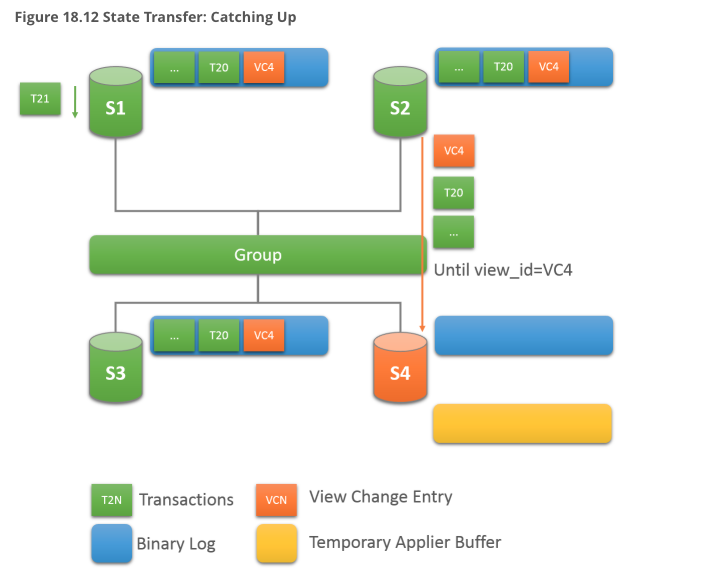 Figure 18.12 State Transfer: Catching Up
... T20 VC4
... T20 VC4
T21
S1
S2
VC4
T20
...
Group
Until view_id=VC4
... T20 VC4
S3
S4
T2N Transactions
VCN View Change Entry
Binary Log
Temporary Applier Buffer